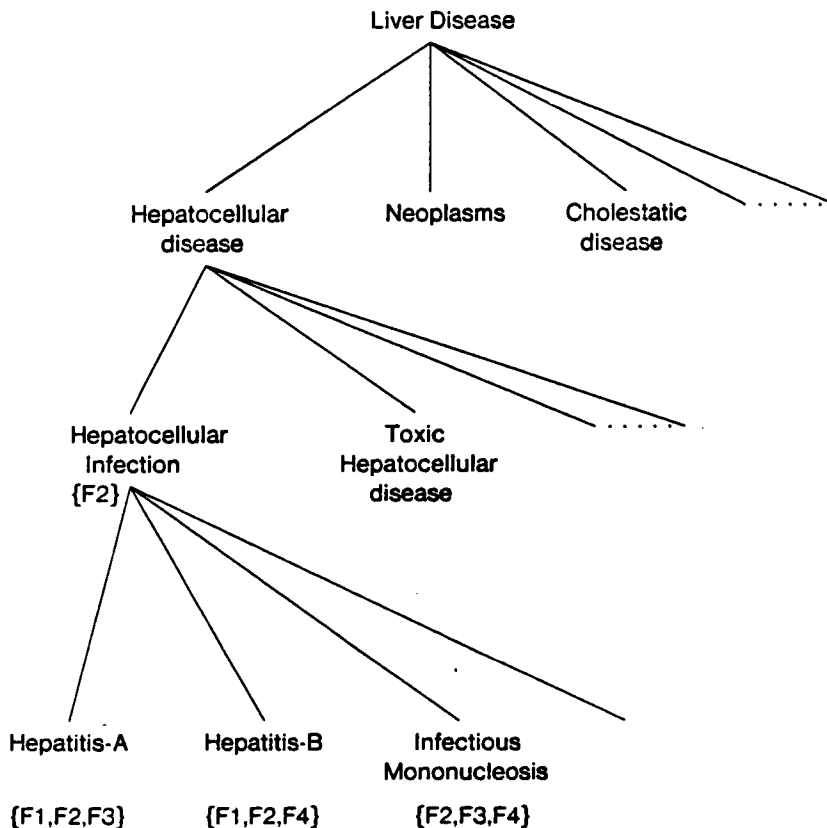 Liver Disease
Hepatocellular
disease
Neoplasms
Cholestatic
disease
Hepatocellular
Infection
{F2}
Toxic
Hepatocellular
disease
Hepatitis-A
{F1,F2,F3}
Hepatitis-B
{F1,F2,F4}
Infectious
Mononucleosis
{F2,F3,F4}